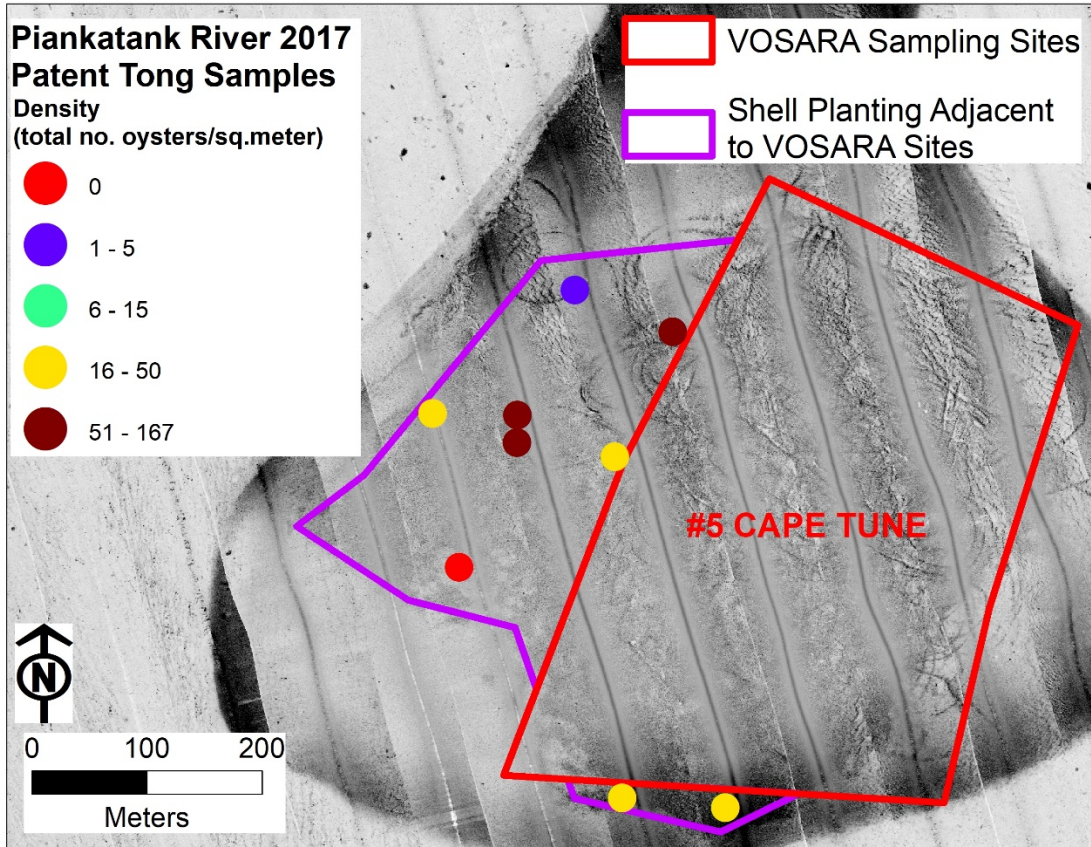 Piankatank River 2017
Patent Tong Samples
Density
(total no. oysters/sq.meter)
0
1 - 5
6 - 15
16 - 50
51 - 167
VOSARA Sampling Sites
Shell Planting Adjacent
to VOSARA Sites
#5 CAPE TUNE
N
0 100 200
Meters